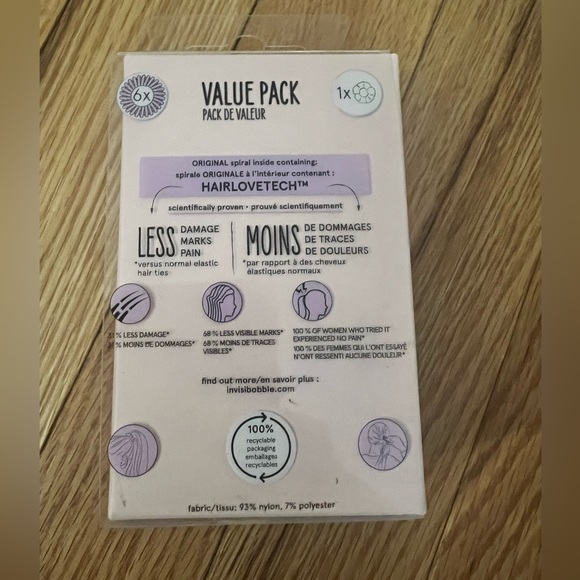 6x
VALUE PACK
PACK DE VALEUR
1x
ORIGINAL spiral inside containing:
spirale ORIGINALE à l'intérieur contenant :
HAIRLOVETECH™
scientifically proven • prouvé scientifiquement
LESS
DAMAGE
MARKS
PAIN
*versus normal elastic
hair ties
MOINS
DE DOMMAGES
DE TRACES
DE DOULEURS
*par rapport à des cheveux
élastiques normaux
% LESS DAMAGE*
% MOINS DE DOMMAGES*
68 % LESS VISIBLE MARKS*
68 % MOINS DE TRACES
VISIBLES*
100 % OF WOMEN WHO TRIED IT
EXPERIENCED NO PAIN*
100 % DES FEMMES QUI L'ONT ESSAYÉ
N'ONT RESSENTI AUCUNE DOULEUR*
find out more/en savoir plus :
invisibobble.com
100%
recyclable
packaging
emballages
recyclables
fabric/tissu: 93% nylon, 7% polyester